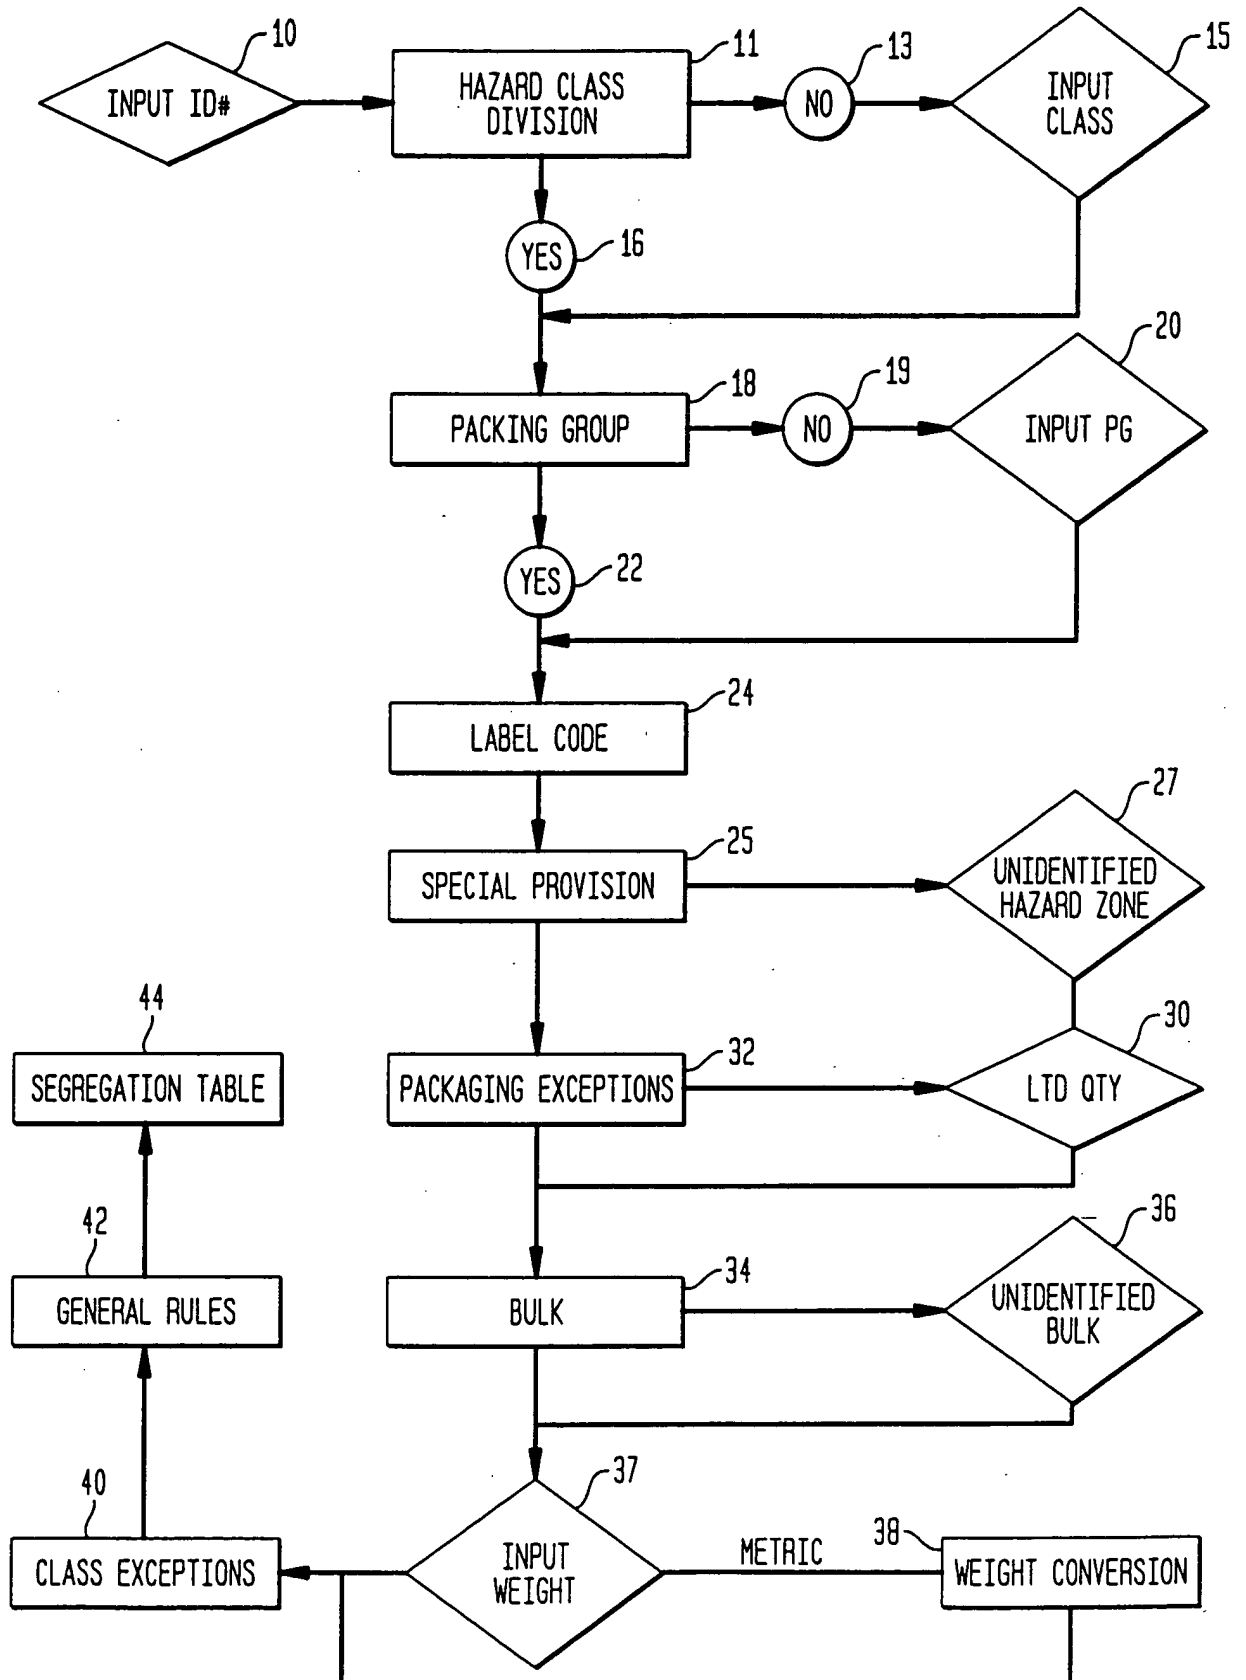 10
INPUT ID#
11
HAZARD CLASS
DIVISION
13
NO
15
INPUT
CLASS
YES
16
18
PACKING GROUP
19
NO
20
INPUT PG
YES
22
24
LABEL CODE
25
SPECIAL PROVISION
27
UNIDENTIFIED
HAZARD ZONE
44
SEGREGATION TABLE
32
PACKAGING EXCEPTIONS
30
LTD QTY
42
GENERAL RULES
34
BULK
36
UNIDENTIFIED
BULK
40
CLASS EXCEPTIONS
37
INPUT
WEIGHT
METRIC
38
WEIGHT CONVERSION